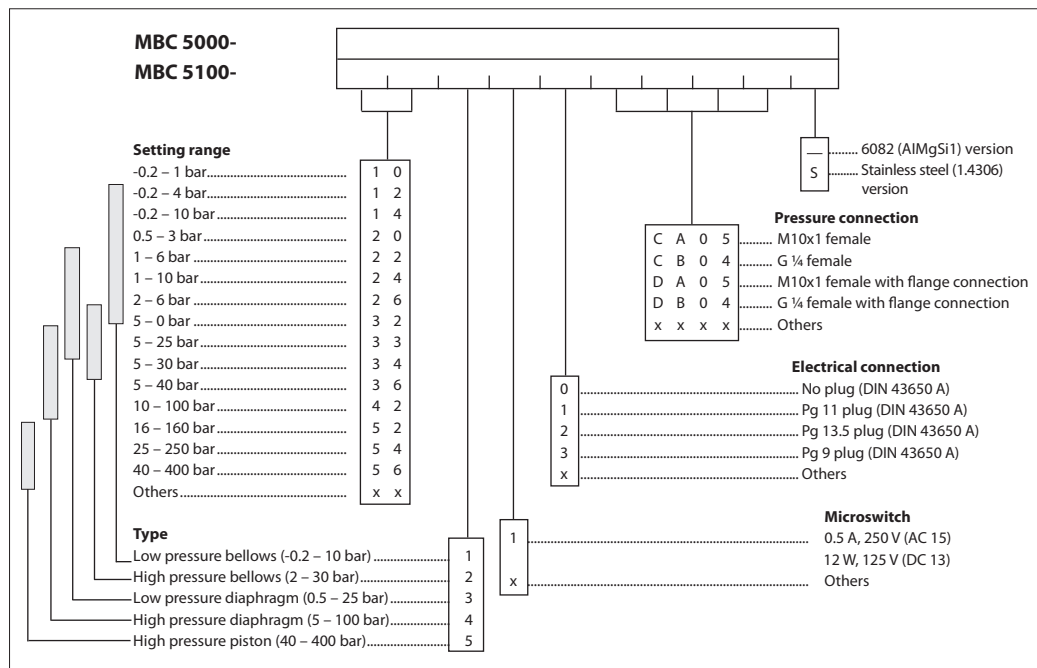 MBC 5000-
MBC 5100-
Setting range
-0.2 – 1 bar 1 0
-0.2 – 4 bar 1 2
-0.2 – 10 bar 1 4
0.5 – 3 bar 2 0
1 – 6 bar 2 2
1 – 10 bar 2 4
2 – 6 bar 2 6
5 – 0 bar 3 2
5 – 25 bar 3 3
5 – 30 bar 3 4
5 – 40 bar 3 6
10 – 100 bar 4 2
16 – 160 bar 5 2
25 – 250 bar 5 4
40 – 400 bar 5 6
Others x x
Type
Low pressure bellows (-0.2 – 10 bar) 1
High pressure bellows (2 – 30 bar) 2
Low pressure diaphragm (0.5 – 25 bar) 3
High pressure diaphragm (5 – 100 bar) 4
High pressure piston (40 – 400 bar) 5
— 6082 (AlMgSi1) version
S Stainless steel (1.4306)
version
Pressure connection
C A 0 5 M10x1 female
C B 0 4 G ¼ female
D A 0 5 M10x1 female with flange connection
D B 0 4 G ¼ female with flange connection
x x x x Others
Electrical connection
0 No plug (DIN 43650 A)
1 Pg 11 plug (DIN 43650 A)
2 Pg 13.5 plug (DIN 43650 A)
3 Pg 9 plug (DIN 43650 A)
x Others
Microswitch
1 0.5 A, 250 V (AC 15)
12 W, 125 V (DC 13)
x Others